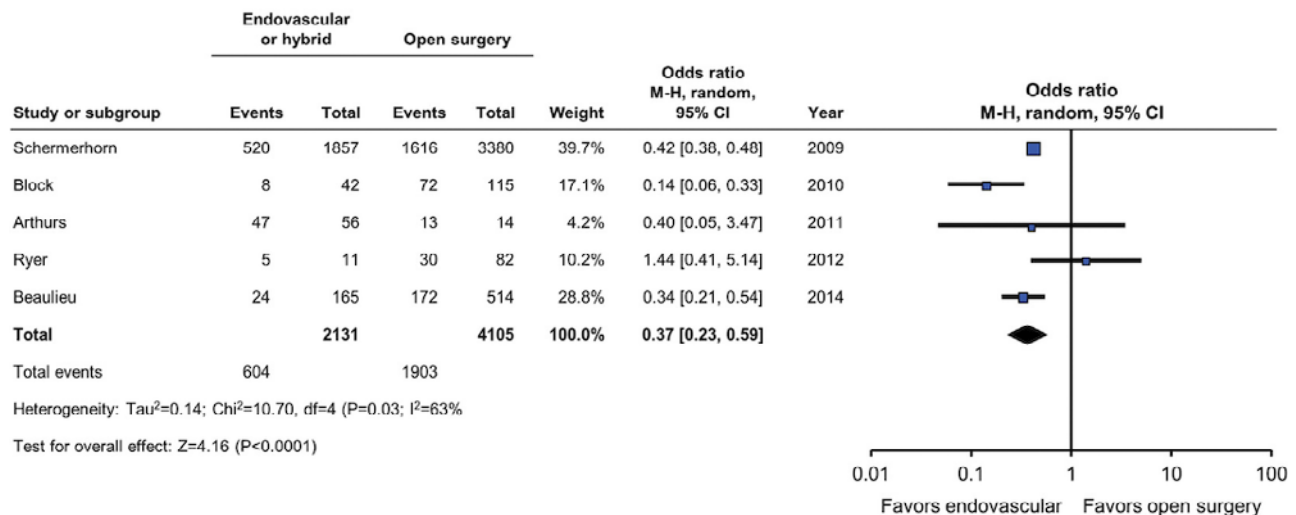 Endovascular
or hybrid Open surgery
Odds ratio
M-H, random,
95% CI
Odds ratio
M-H, random, 95% CI
Study or subgroup Events Total Events Total Weight Year
Schermerhorn 520 1857 1616 3380 39.7% 0.42 [0.38, 0.48] 2009
Block 8 42 72 115 17.1% 0.14 [0.06, 0.33] 2010
Arthurs 47 56 13 14 4.2% 0.40 [0.05, 3.47] 2011
Ryer 5 11 30 82 10.2% 1.44 [0.41, 5.14] 2012
Beaulieu 24 165 172 514 28.8% 0.34 [0.21, 0.54] 2014
Total 2131 4105 100.0% 0.37 [0.23, 0.59]
Total events 604 1903
Heterogeneity: Tau²=0.14; Chi²=10.70, df=4 (P=0.03; I²=63%
Test for overall effect: Z=4.16 (P<0.0001)
0.01 0.1 1 10 100
Favors endovascular Favors open surgery